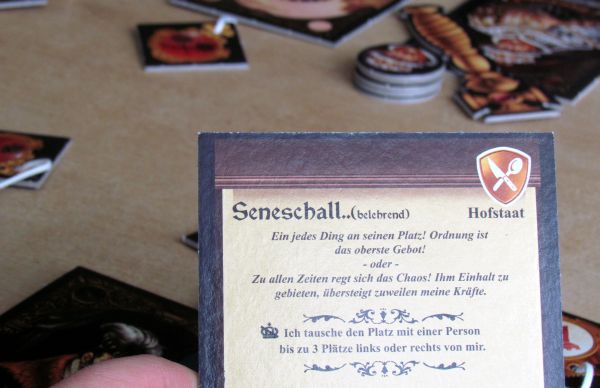 Seneschall..(belehrend)
Hofstaat
Ein jedes Ding an seinen Platz! Ordnung ist
das oberste Gebot!
- oder -
Zu allen Zeiten regt sich das Chaos! Ihm Einhalt zu
gebieten, übersteigt zuweilen meine Kräfte.
Ich tausche den Platz mit einer Person
bis zu 3 Plätze links oder rechts von mir.